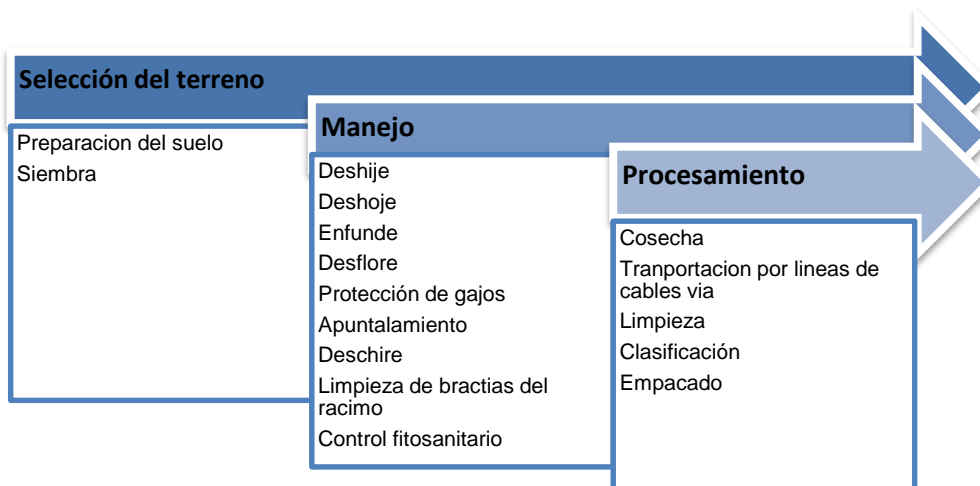 Selección del terreno
Preparacion del suelo
Siembra
Manejo
Deshije
Deshoje
Enfunde
Desflore
Protección de gajos
Apuntalamiento
Deschire
Limpieza de bractias del
racimo
Control fitosanitario
Procesamiento
Cosecha
Tranportacion por lineas de
cables via
Limpieza
Clasificación
Empacado